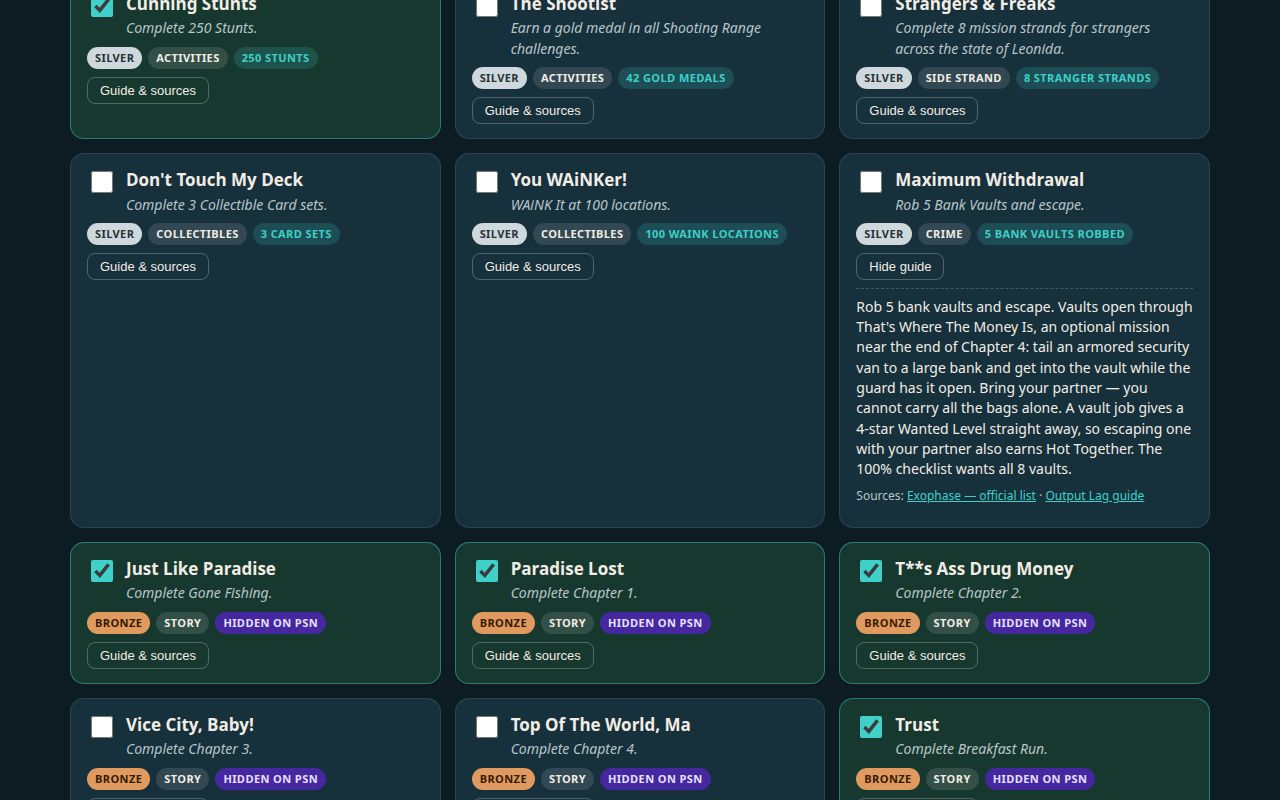 Cunning Stunts
Complete 250 Stunts.
SILVER ACTIVITIES 250 STUNTS
Guide & sources
The Shootist
Earn a gold medal in all Shooting Range
challenges.
SILVER ACTIVITIES 42 GOLD MEDALS
Guide & sources
Strangers & Freaks
Complete 8 mission strands for strangers
across the state of Leonida.
SILVER SIDE STRAND 8 STRANGER STRANDS
Guide & sources
Don't Touch My Deck
Complete 3 Collectible Card sets.
SILVER COLLECTIBLES 3 CARD SETS
Guide & sources
You WAiNKer!
WAINK It at 100 locations.
SILVER COLLECTIBLES 100 WAINK LOCATIONS
Guide & sources
Maximum Withdrawal
Rob 5 Bank Vaults and escape.
SILVER CRIME 5 BANK VAULTS ROBBED
Hide guide
Rob 5 bank vaults and escape. Vaults open through
That's Where The Money Is, an optional mission
near the end of Chapter 4: tail an armored security
van to a large bank and get into the vault while the
guard has it open. Bring your partner — you
cannot carry all the bags alone. A vault job gives a
4-star Wanted Level straight away, so escaping one
with your partner also earns Hot Together. The
100% checklist wants all 8 vaults.
Sources: Exophase — official list · Output Lag guide
Just Like Paradise
Complete Gone Fishing.
BRONZE STORY HIDDEN ON PSN
Guide & sources
Paradise Lost
Complete Chapter 1.
BRONZE STORY HIDDEN ON PSN
Guide & sources
T**s Ass Drug Money
Complete Chapter 2.
BRONZE STORY HIDDEN ON PSN
Guide & sources
Vice City, Baby!
Complete Chapter 3.
BRONZE STORY HIDDEN ON PSN
Top Of The World, Ma
Complete Chapter 4.
BRONZE STORY HIDDEN ON PSN
Trust
Complete Breakfast Run.
BRONZE STORY HIDDEN ON PSN